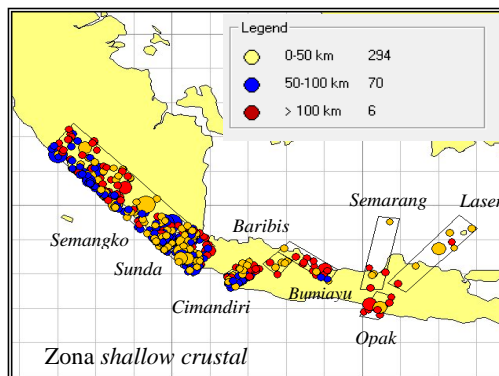 Legend
0-50 km 294
50-100 km 70
> 100 km 6
Semarang
Lasem
Baribis
Semangko
Sunda
Buniayu
Cimandiri
Opak
Zona shallow crustal